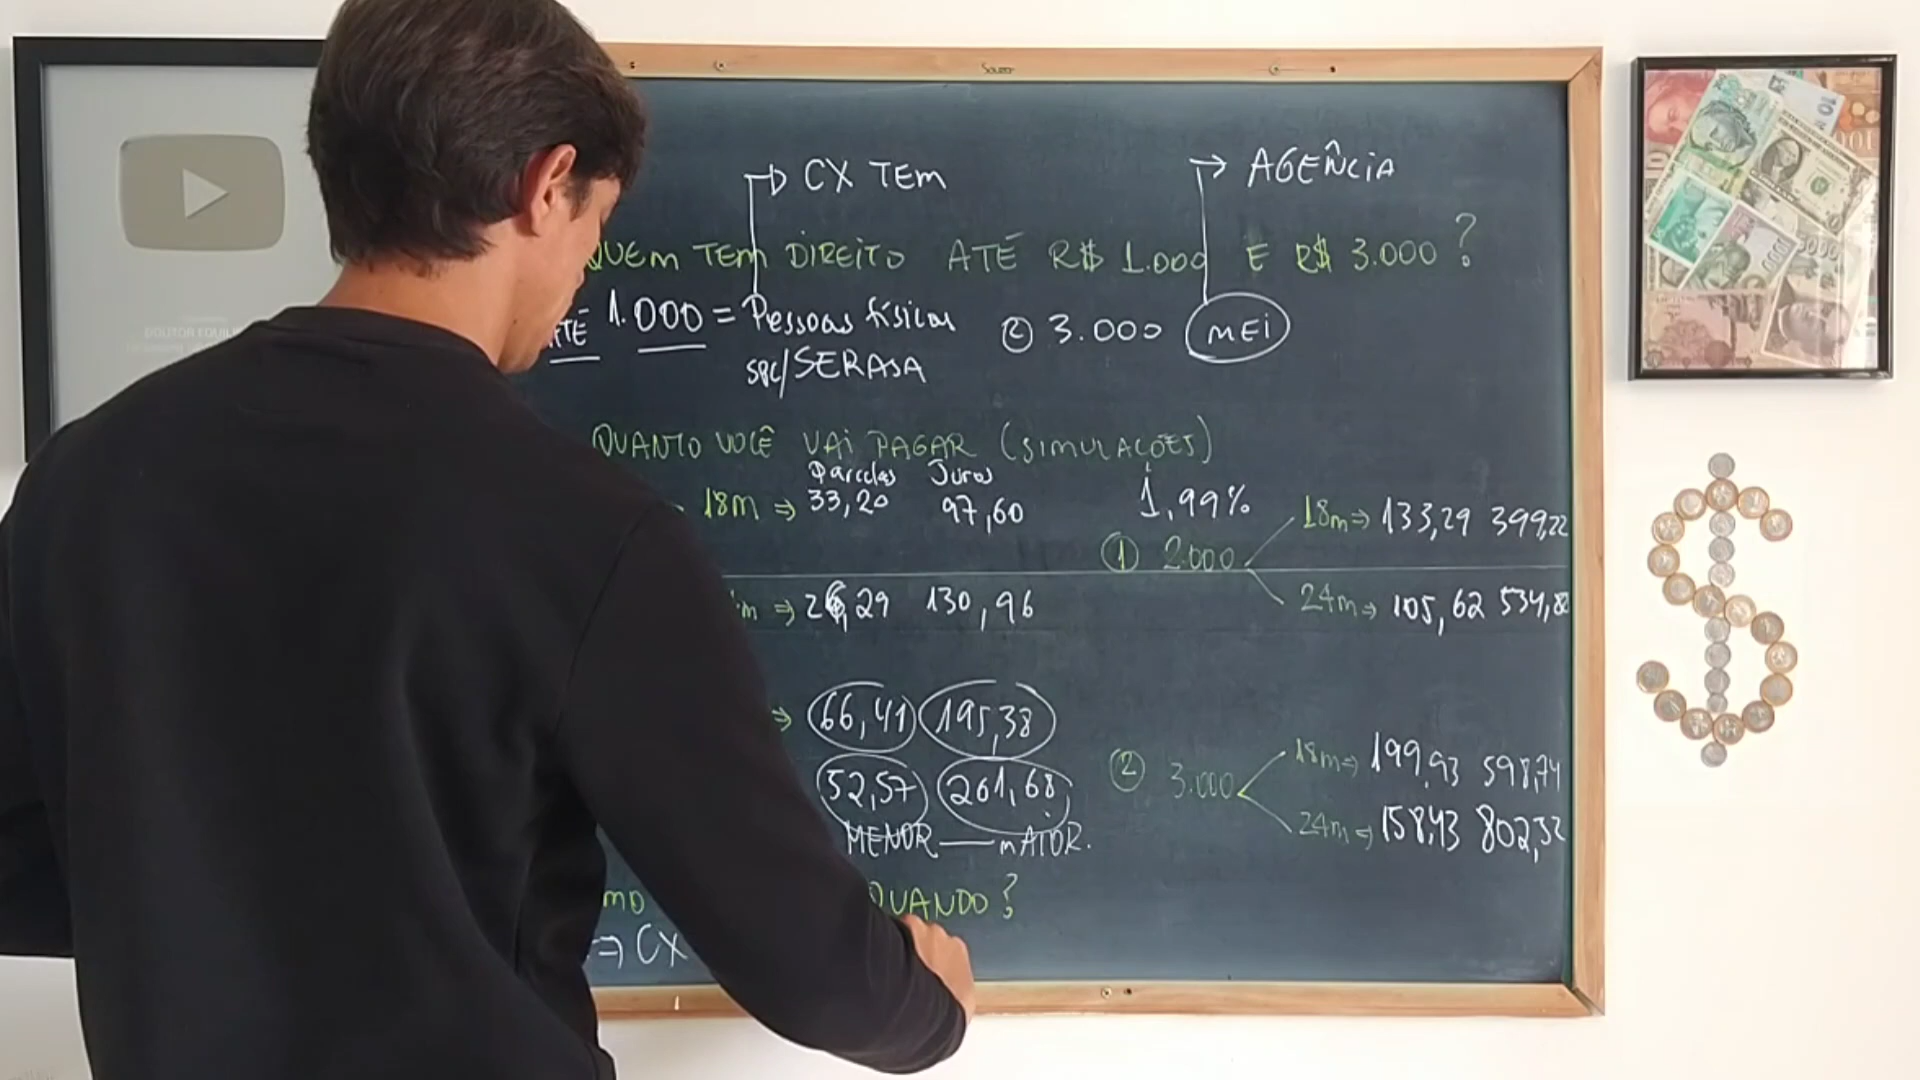 Souza
CX TEM
AGÊNCIA
QUEM TEM DIREITO ATÉ R$ 1.000 E R$ 3.000?
ATÉ 1.000 = Pessoas físicas
② 3.000 MEI
SPC/SERASA
QUANTO VOCÊ VAI PAGAR (SIMULAÇÕES)
Parcelas Juros
18M ⇒ 33,20 97,60
1,99%
18m ⇒ 133,29 399,22
① 2.000
m ⇒ 26,29 130,96
24m ⇒ 105,62 534,88
66,41 195,38
② 3.000
18m ⇒ 199,93 598,74
52,57 261,68
24m ⇒ 158,43 802,32
MENOR — MAIOR.
MO QUANDO?
⇒ CX